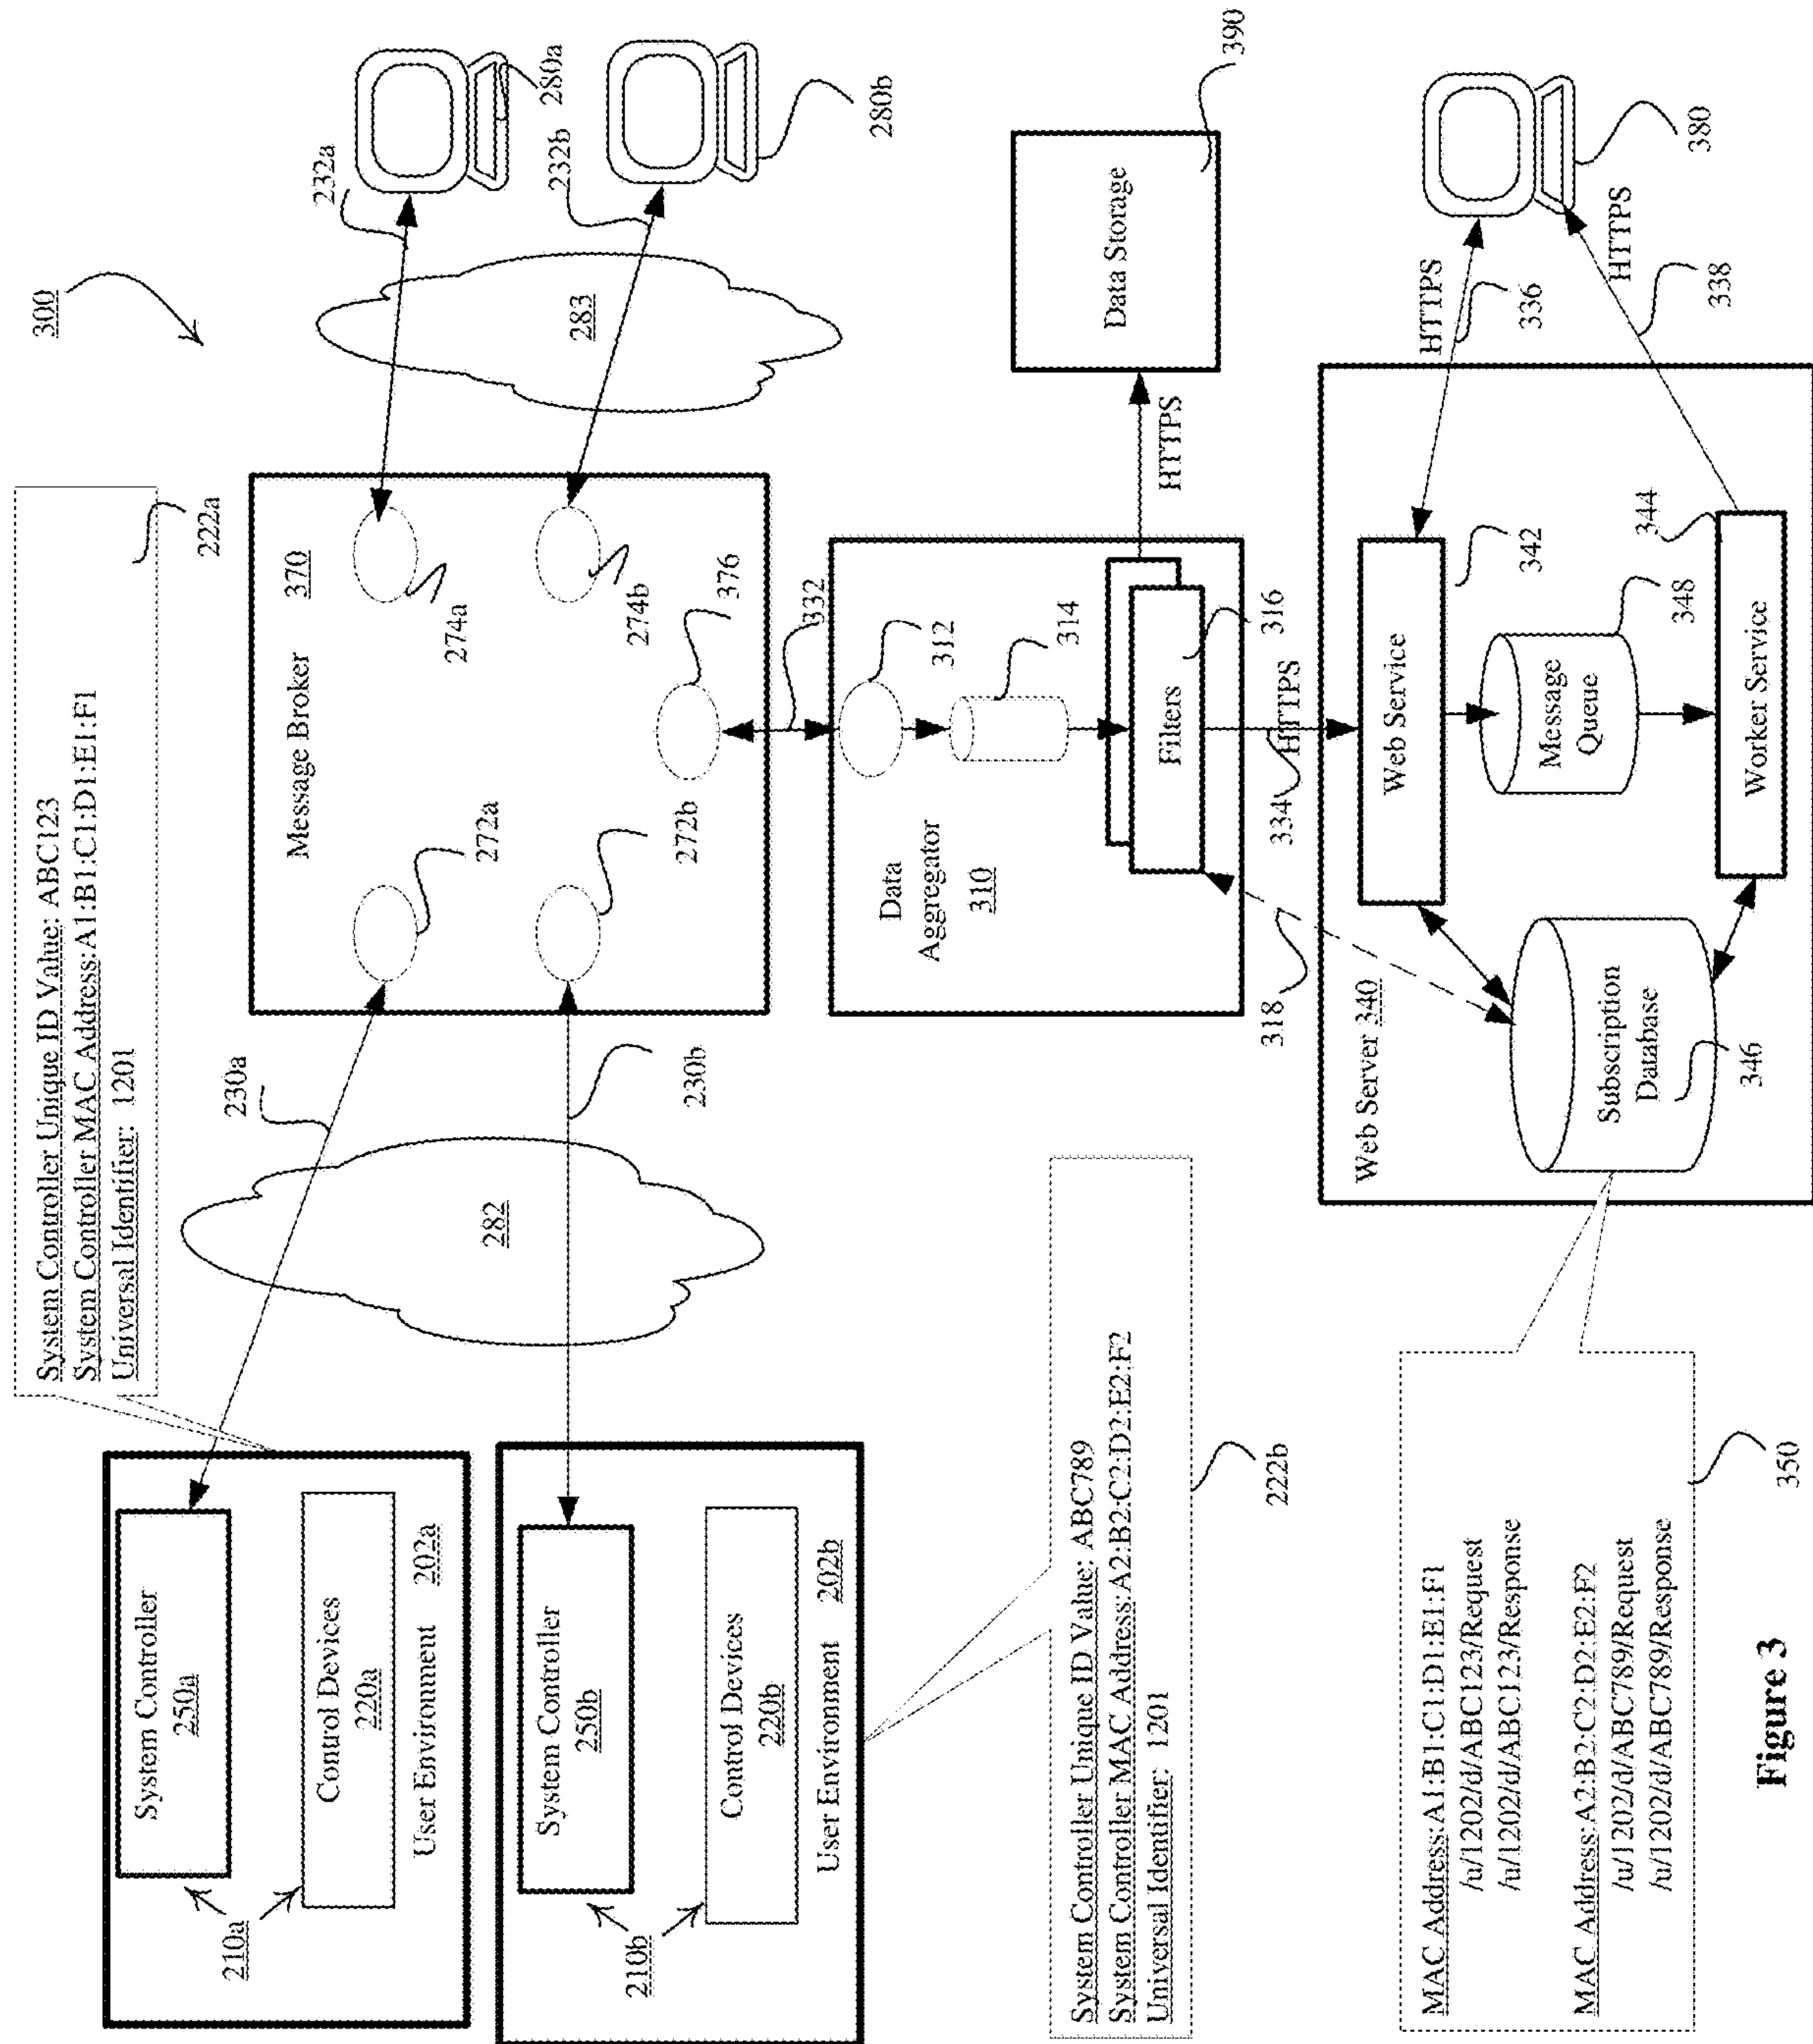 300
System Controller Unique ID Value: ABC123
System Controller MAC Address: A1:B1:C1:D1:E1:F1
Universal Identifier: 1201
222a
System Controller
250a
Control Devices
220a
User Environment 202a
210a
System Controller
250b
Control Devices
220b
User Environment 202b
210b
230a
230b
282
Message Broker
370
272a
272b
274a
274b
376
332
232a
232b
283
280a
280b
System Controller Unique ID Value: ABC789
System Controller MAC Address: A2:B2:C2:D2:E2:F2
Universal Identifier: 1201
222b
Data
Aggregator
310
312
314
Filters
316
318
334
HTTPS
HTTPS
Data Storage
390
Web Server 340
Web Service
342
Message
Queue
348
Worker Service
344
Subscription
Database
346
HTTPS
336
HTTPS
338
380
MAC Address: A1:B1:C1:D1:E1:F1
/u/1202/d/ABC123/Request
/u/1202/d/ABC123/Response
MAC Address: A2:B2:C2:D2:E2:F2
/u/1202/d/ABC789/Request
/u/1202/d/ABC789/Response
350
Figure 3